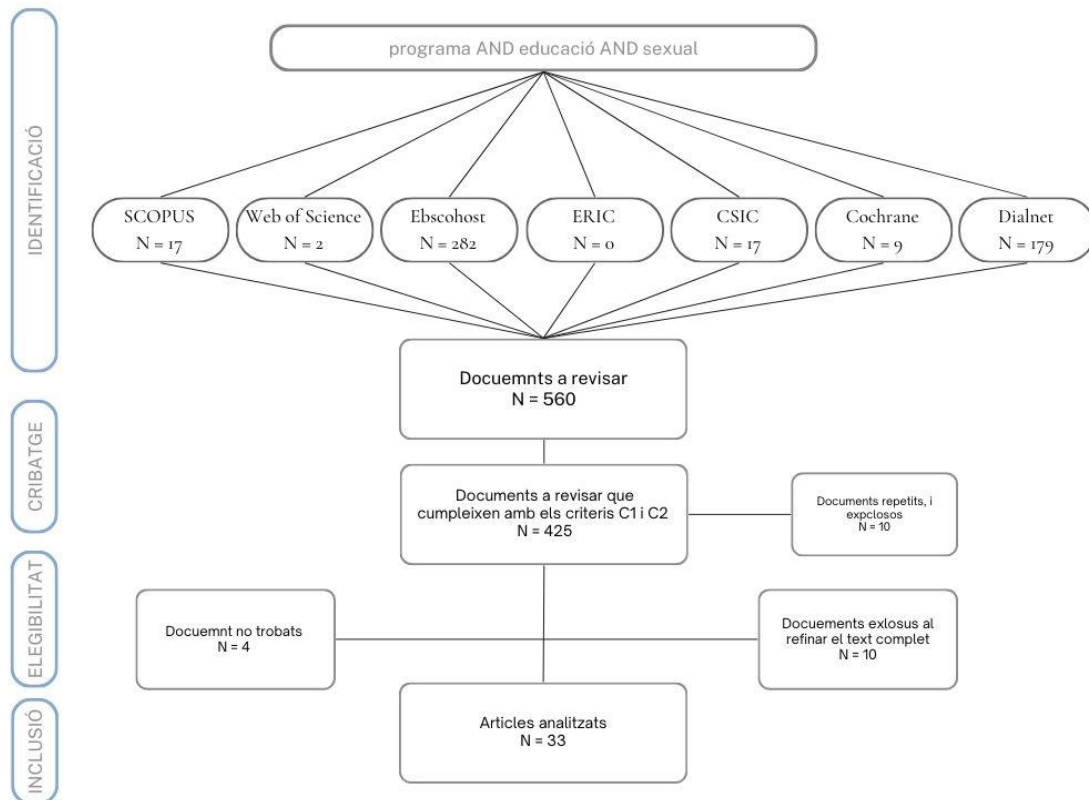 programa AND educació AND sexual
IDENTIFICACIÓ
SCOPUS
N = 17
Web of Science
N = 2
Ebscohost
N = 282
ERIC
N = 0
CSIC
N = 17
Cochrane
N = 9
Dialnet
N = 179
Docuemnts a revisar
N = 560
CRIBATGE
Documents a revisar que
cumpleixen amb els criteris C1 i C2
N = 425
Documents repetits, i
expclosos
N = 10
ELEGIBILITAT
Docuemnt no trobats
N = 4
Docuements exlosus al
refinar el text complet
N = 10
INCLUSIÓ
Articles analitzats
N = 33